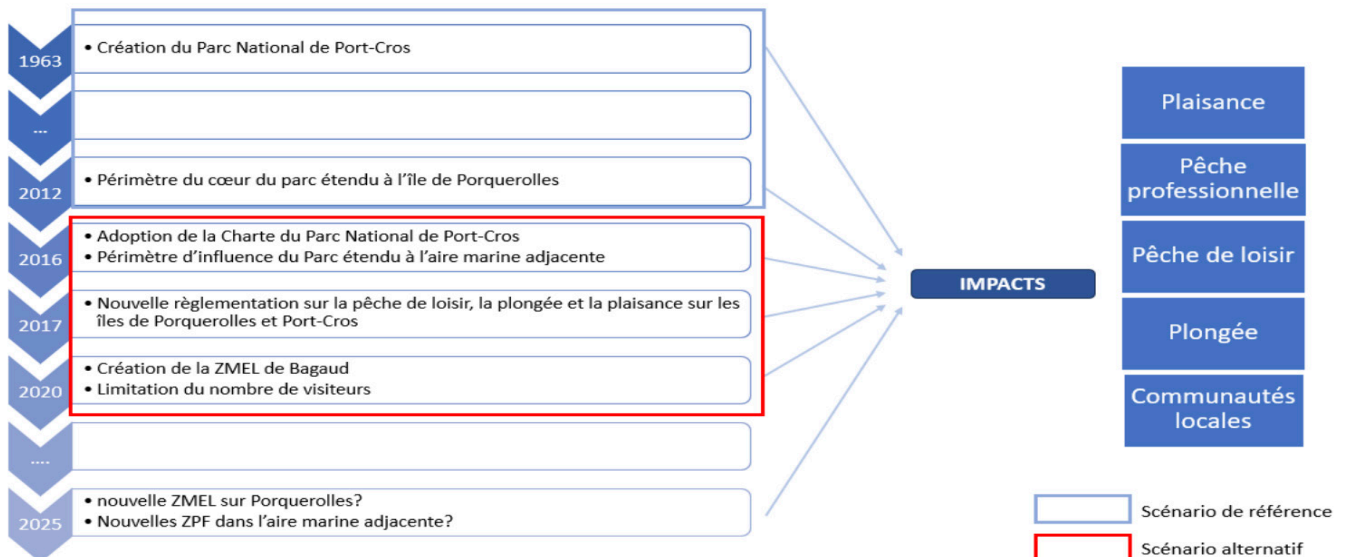 1963
• Création du Parc National de Port-Cros
...
2012
• Périmètre du cœur du parc étendu à l'île de Porquerolles
2016
• Adoption de la Charte du Parc National de Port-Cros
• Périmètre d'influence du Parc étendu à l'aire marine adjacente
2017
• Nouvelle règlementation sur la pêche de loisir, la plongée et la plaisance sur les
îles de Porquerolles et Port-Cros
2020
• Création de la ZMEL de Bagaud
• Limitation du nombre de visiteurs
....
2025
• nouvelle ZMEL sur Porquerolles?
• Nouvelles ZPF dans l'aire marine adjacente?
IMPACTS
Plaisance
Pêche
professionnelle
Pêche de loisir
Plongée
Communautés
locales
Scénario de référence
Scénario alternatif